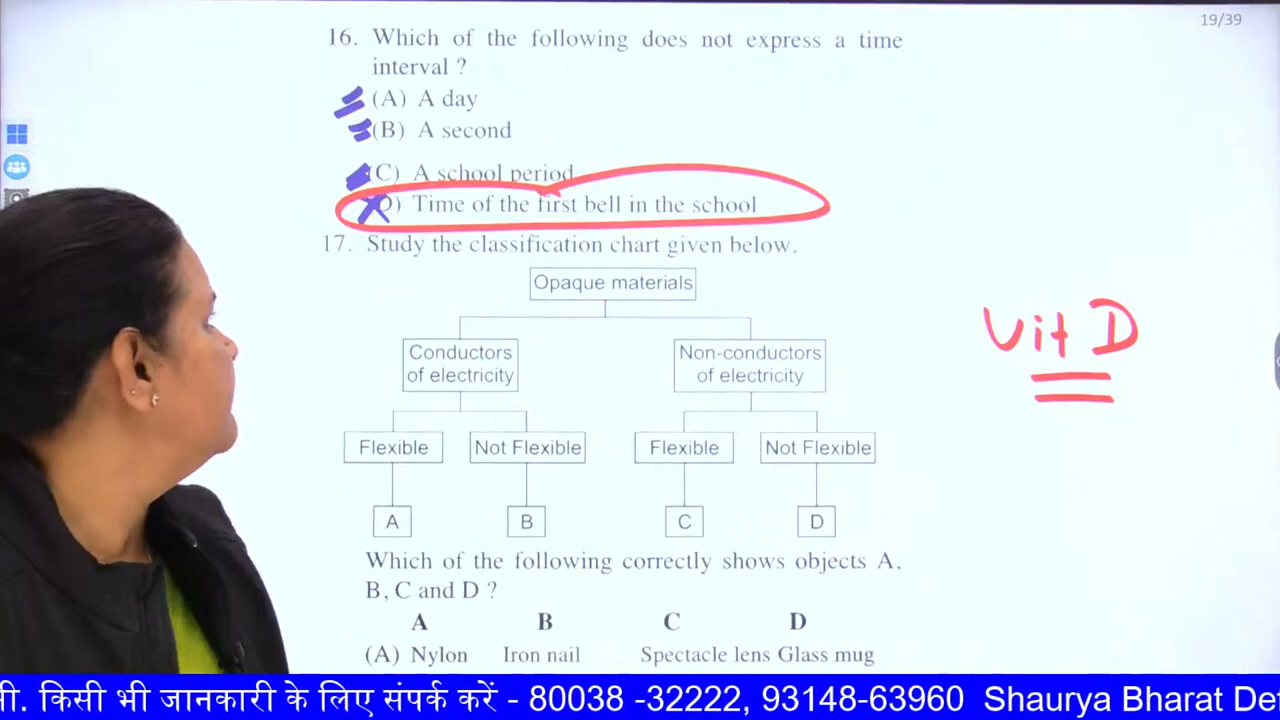 19/39
16. Which of the following does not express a time
interval ?
(A) A day
(B) A second
(C) A school period
(D) Time of the first bell in the school
17. Study the classification chart given below.
Opaque materials
Conductors
of electricity
Non-conductors
of electricity
Flexible
Not Flexible
Flexible
Not Flexible
A
B
C
D
Vit D
Which of the following correctly shows objects A,
B, C and D ?
A B C D
(A) Nylon Iron nail Spectacle lens Glass mug
किसी भी जानकारी के लिए संपर्क करें - 80038 -32222, 93148-63960 Shaurya Bharat